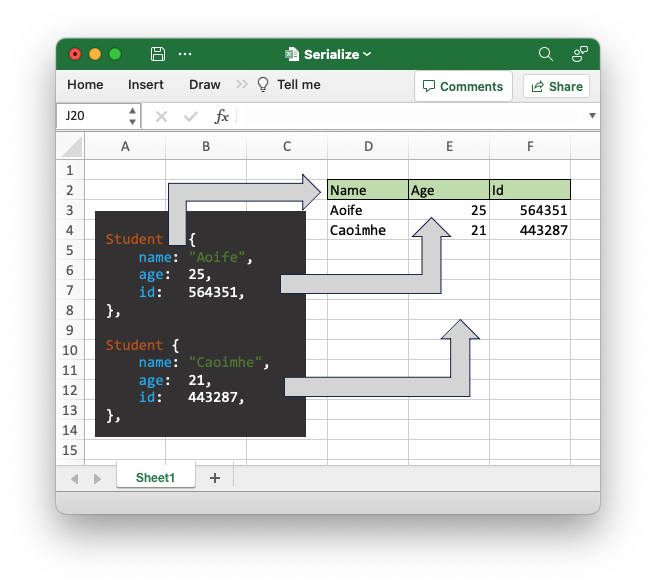 Serialize
Home Insert Draw Tell me Comments Share
J20 fx
A B C D E F
1
2 Name Age Id
3 Aoife 25 564351
4 Caoimhe 21 443287
5
6
7
8
9
10
11
12
13
14
15
Student {
name: "Aoife",
age: 25,
id: 564351,
},
Student {
name: "Caoimhe",
age: 21,
id: 443287,
},
Sheet1 +